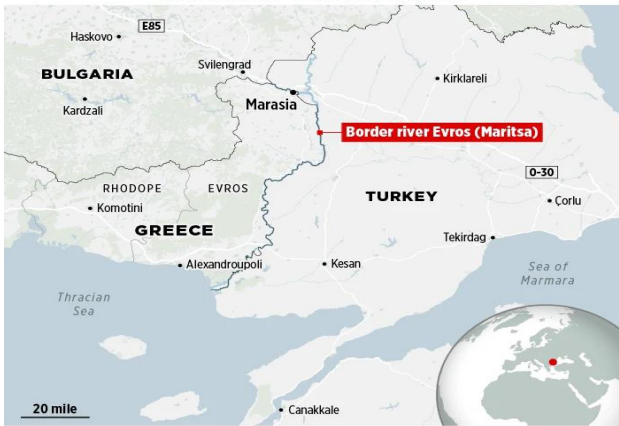 E85
Haskovo
Svilengrad
BULGARIA
Kirklareli
Marasia
Kardzali
Border river Evros (Maritsa)
O-30
RHODOPE
EVROS
TURKEY
Komotini
Çorlu
GREECE
Tekirdag
Alexandroupoli
Kesan
Sea of
Marmara
Thracian
Sea
20 mile
Canakkale